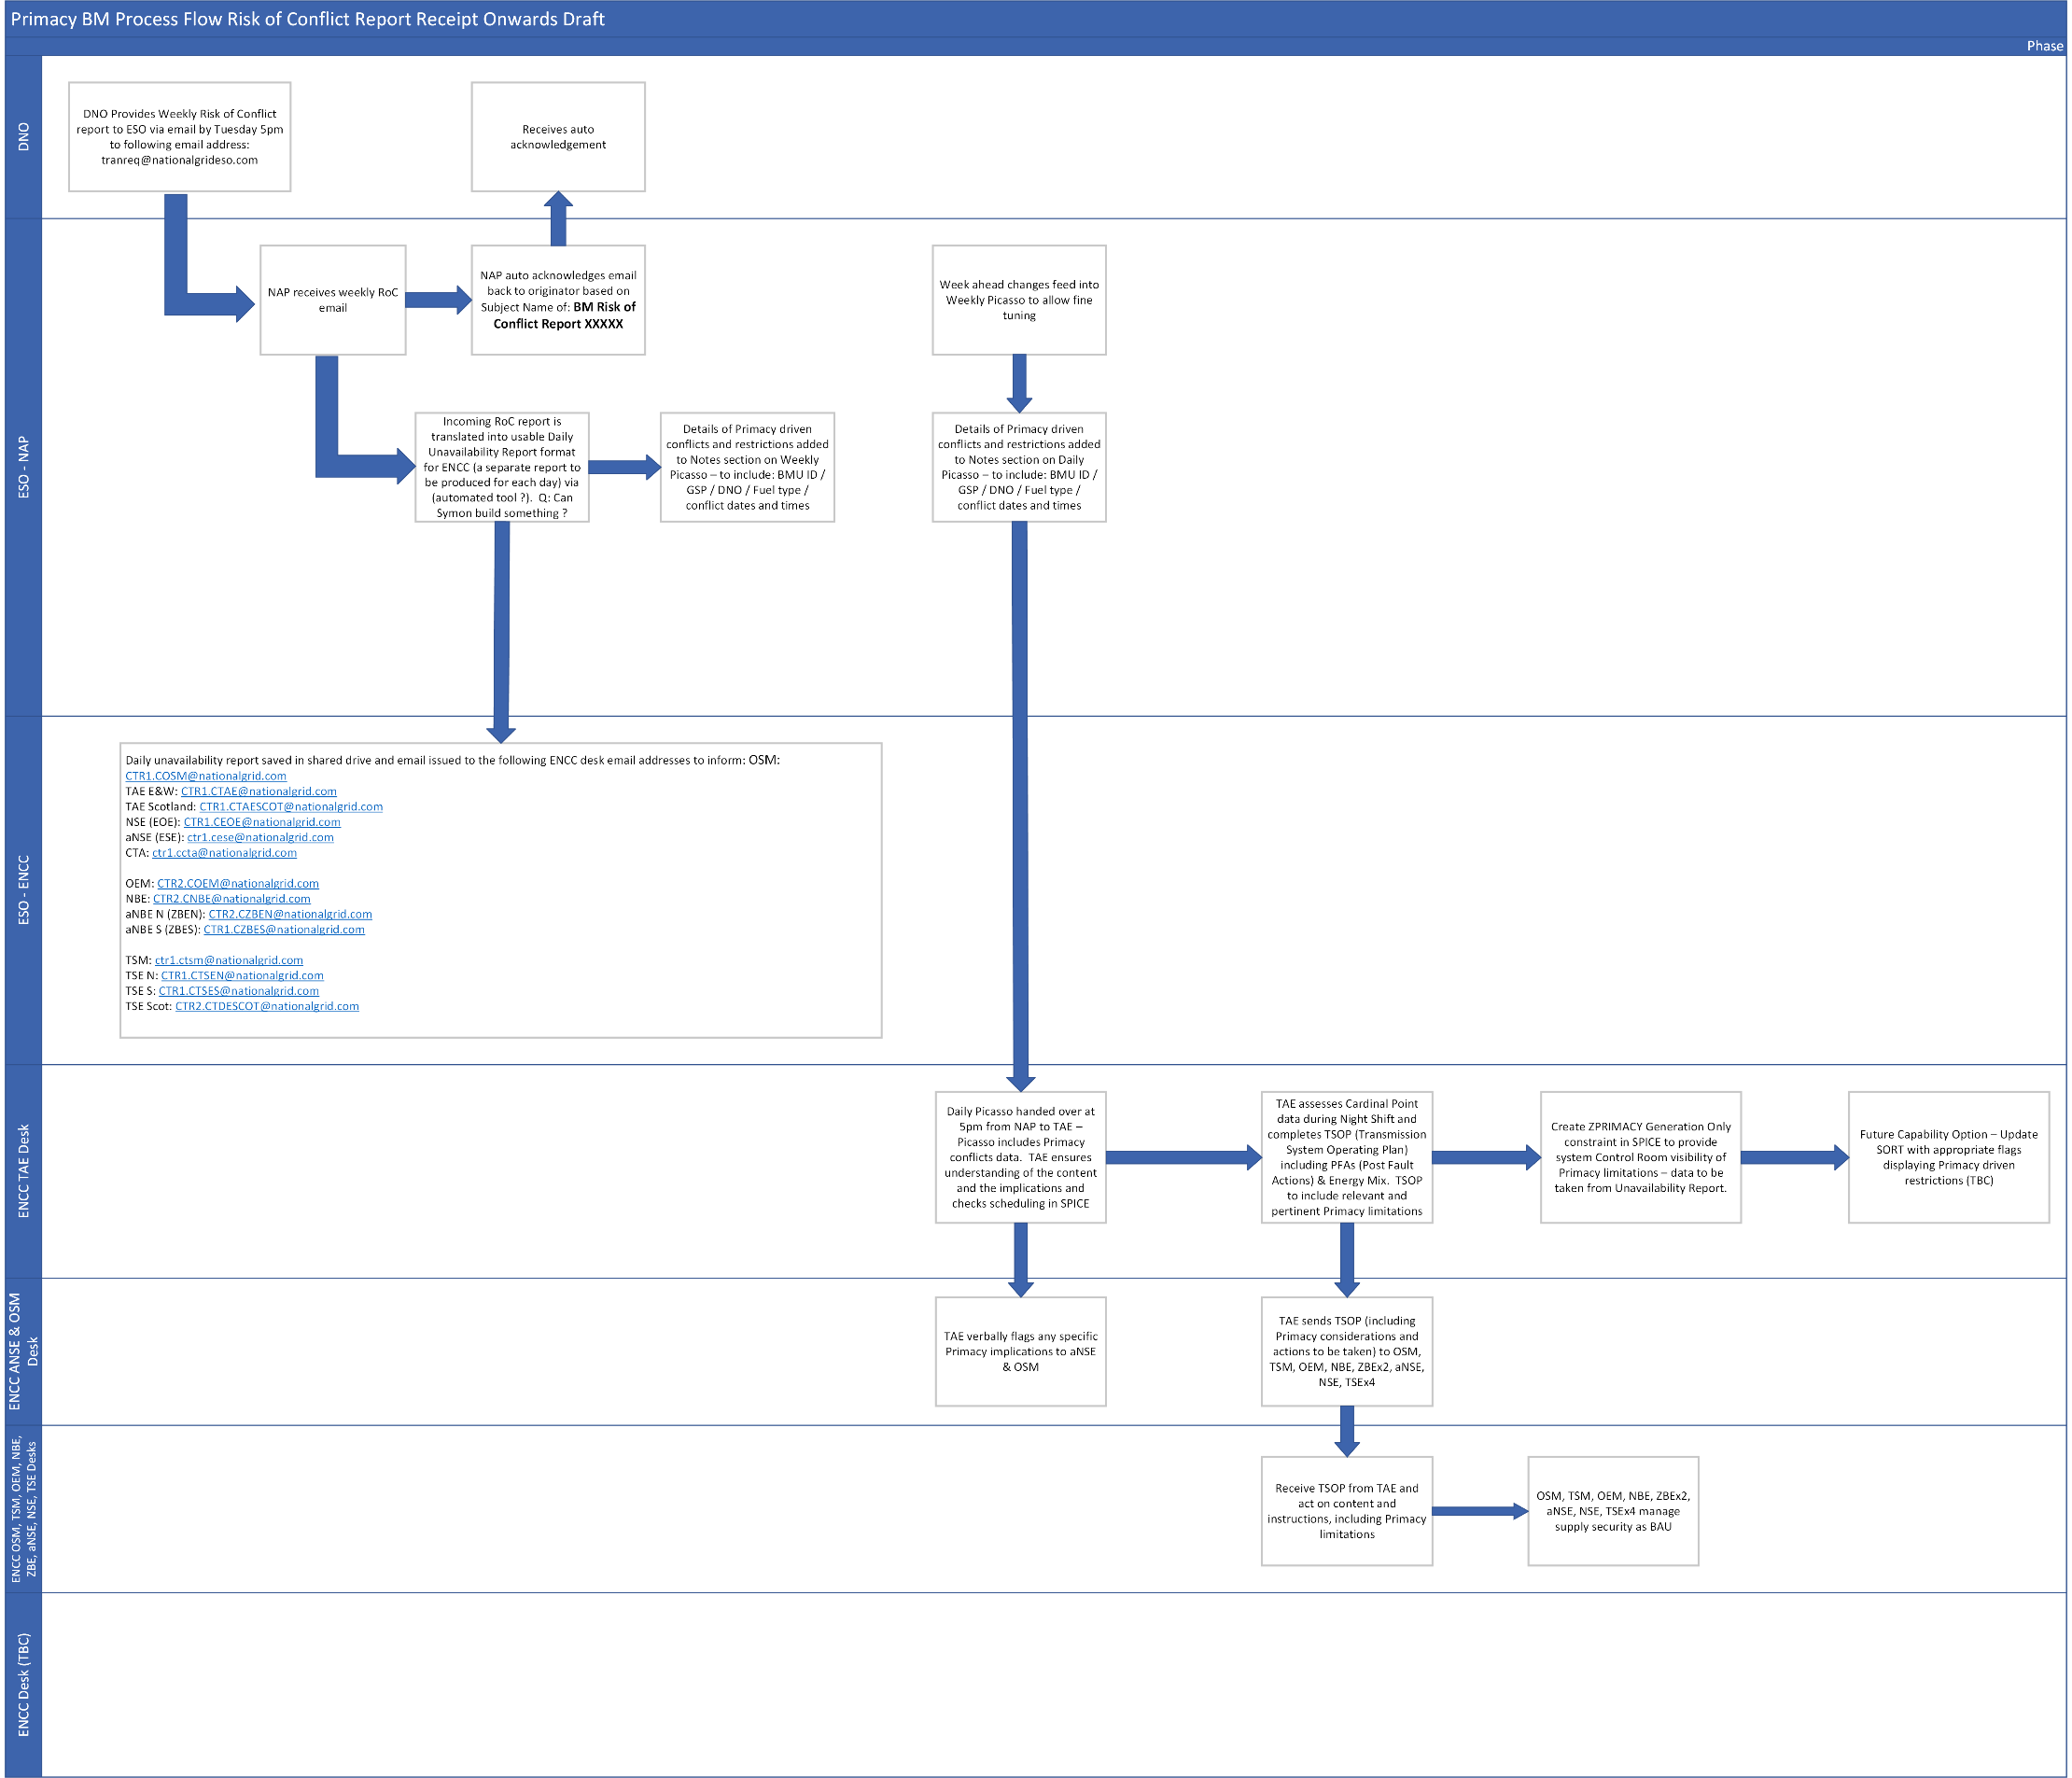 Primacy BM Process Flow Risk of Conflict Report Receipt Onwards Draft
Phase
DNO
DNO Provides Weekly Risk of Conflict
report to ESO via email by Tuesday 5pm
to following email address:
tranreq@nationalgrideso.com
Receives auto
acknowledgement
ESO - NAP
NAP receives weekly RoC
email
NAP auto acknowledges email
back to originator based on
Subject Name of: BM Risk of
Conflict Report XXXXX
Week ahead changes feed into
Weekly Picasso to allow fine
tuning
Incoming RoC report is
translated into usable Daily
Unavailability Report format
for ENCC (a separate report to
be produced for each day) via
(automated tool ?).  Q: Can
Symon build something ?
Details of Primacy driven
conflicts and restrictions added
to Notes section on Weekly
Picasso – to include: BMU ID /
GSP / DNO / Fuel type /
conflict dates and times
Details of Primacy driven
conflicts and restrictions added
to Notes section on Daily
Picasso – to include: BMU ID /
GSP / DNO / Fuel type /
conflict dates and times
ESO - ENCC
Daily unavailability report saved in shared drive and email issued to the following ENCC desk email addresses to inform: OSM:
CTR1.COSM@nationalgrid.com
TAE E&W: CTR1.CTAE@nationalgrid.com
TAE Scotland: CTR1.CTAESCOT@nationalgrid.com
NSE (EOE): CTR1.CEOE@nationalgrid.com
aNSE (ESE): ctr1.cese@nationalgrid.com
CTA: ctr1.ccta@nationalgrid.com
OEM: CTR2.COEM@nationalgrid.com
NBE: CTR2.CNBE@nationalgrid.com
aNBE N (ZBEN): CTR2.CZBEN@nationalgrid.com
aNBE S (ZBES): CTR1.CZBES@nationalgrid.com
TSM: ctr1.ctsm@nationalgrid.com
TSE N: CTR1.CTSEN@nationalgrid.com
TSE S: CTR1.CTSES@nationalgrid.com
TSE Scot: CTR2.CTDESCOT@nationalgrid.com
ENCC TAE Desk
Daily Picasso handed over at
5pm from NAP to TAE –
Picasso includes Primacy
conflicts data.  TAE ensures
understanding of the content
and the implications and
checks scheduling in SPICE
TAE assesses Cardinal Point
data during Night Shift and
completes TSOP (Transmission
System Operating Plan)
including PFAs (Post Fault
Actions) & Energy Mix.  TSOP
to include relevant and
pertinent Primacy limitations
Create ZPRIMACY Generation Only
constraint in SPICE to provide
system Control Room visibility of
Primacy limitations – data to be
taken from Unavailability Report.
Future Capability Option – Update
SORT with appropriate flags
displaying Primacy driven
restrictions (TBC)
ENCC ANSE & OSM
Desk
TAE verbally flags any specific
Primacy implications to aNSE
& OSM
TAE sends TSOP (including
Primacy considerations and
actions to be taken) to OSM,
TSM, OEM, NBE, ZBEx2, aNSE,
NSE, TSEx4
ENCC OSM, TSM, OEM, NBE,
ZBE, aNSE, NSE, TSE Desks
Receive TSOP from TAE and
act on content and
instructions, including Primacy
limitations
OSM, TSM, OEM, NBE, ZBEx2,
aNSE, NSE, TSEx4 manage
supply security as BAU
ENCC Desk (TBC)